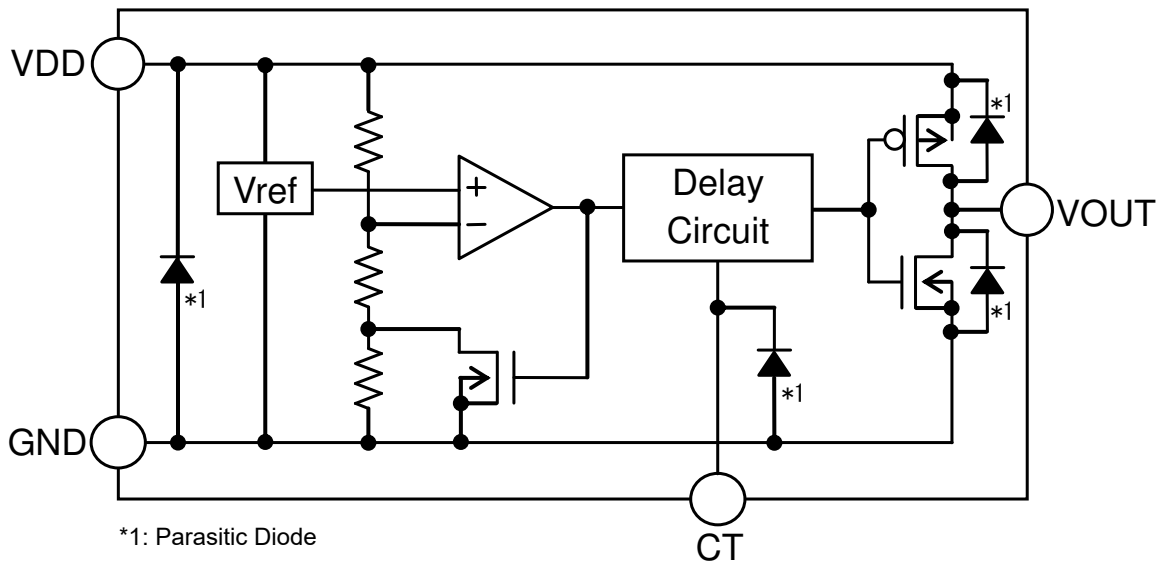 VDD
*1
Vref
+
−
Delay
Circuit
VOUT
*1
*1
*1
GND
CT
*1: Parasitic Diode